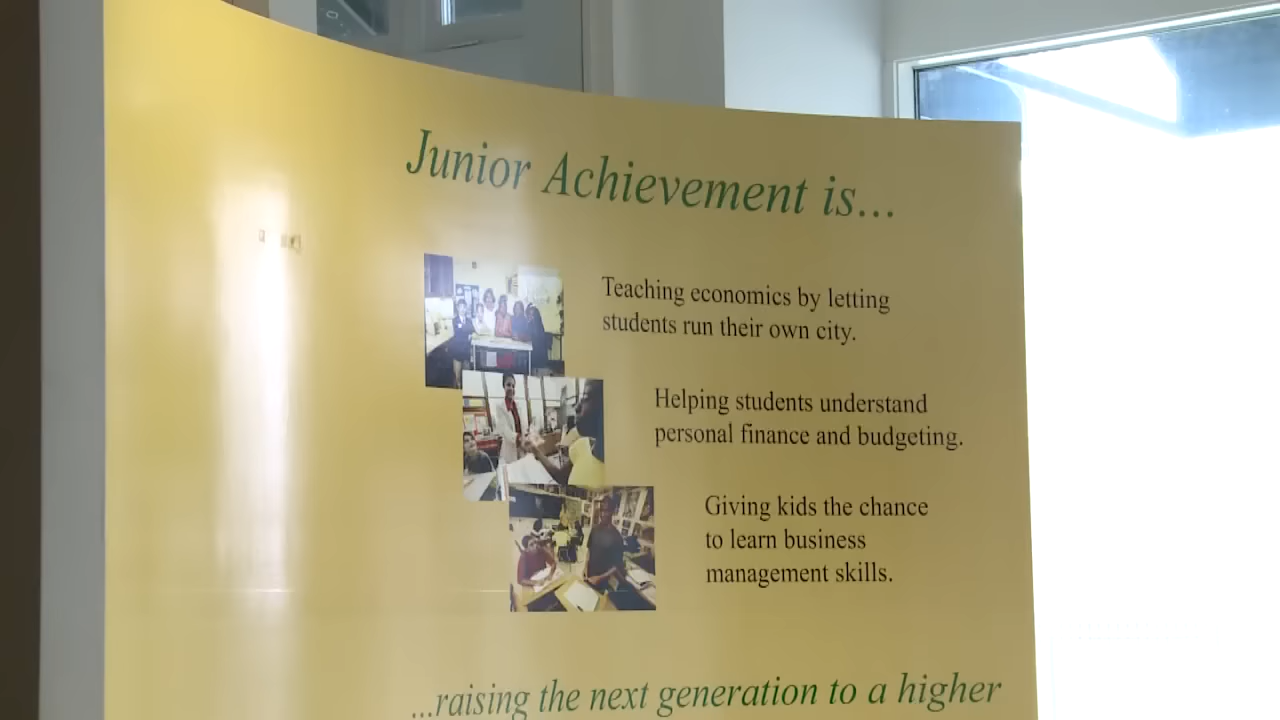 Junior Achievement is...
Teaching economics by letting
students run their own city.
Helping students understand
personal finance and budgeting.
Giving kids the chance
to learn business
management skills.
...raising the next generation to a higher